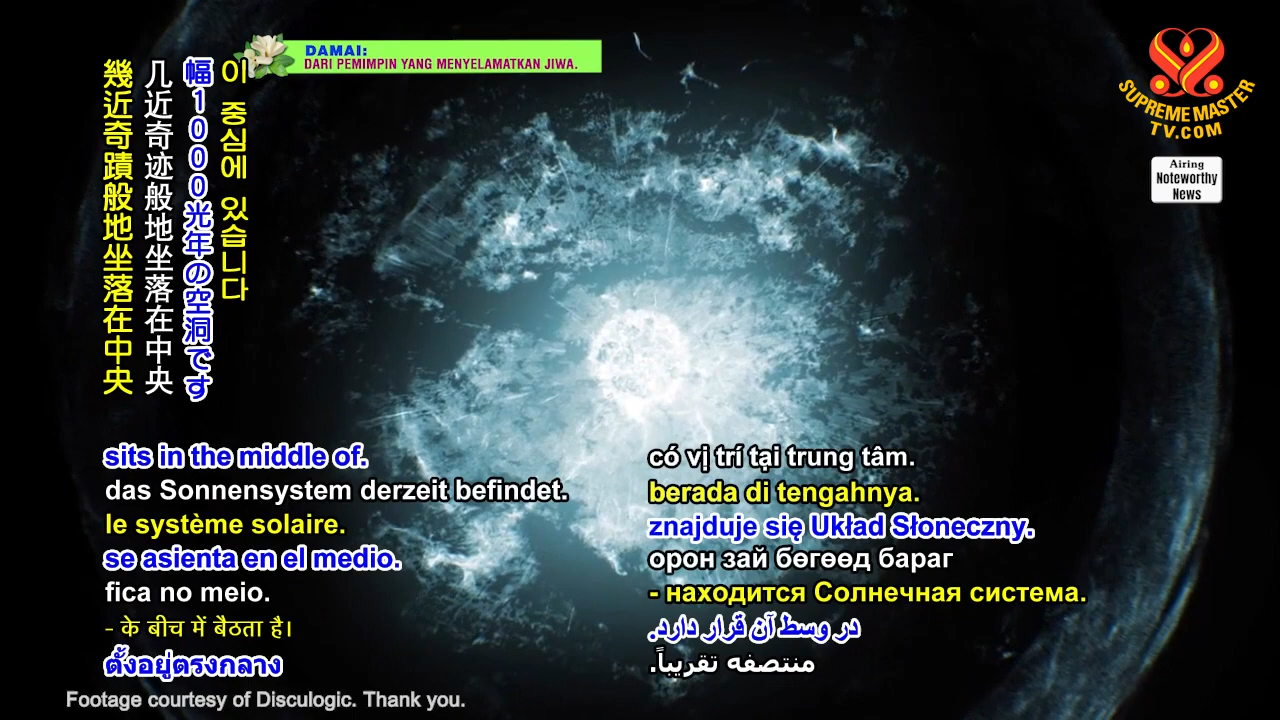 DAMAI:
DARI PEMIMPIN YANG MENYELAMATKAN JIWA.
SUPREME MASTER
TV.COM
Airing
Noteworthy
News
이 중심에 있습니다
幅1000光年の空洞です
几近奇迹般地坐落在中央
幾近奇蹟般地坐落在中央
sits in the middle of.
das Sonnensystem derzeit befindet.
le système solaire.
se asienta en el medio.
fica no meio.
- के बीच में बैठता है।
ตั้งอยู่ตรงกลาง
có vị trí tại trung tâm.
berada di tengahnya.
znajduje się Układ Słoneczny.
орон зай бөгөөд бараг
- находится Солнечная система.
در وسط آن قرار دارد.
منتصفه تقريباً.
Footage courtesy of Disculogic. Thank you.